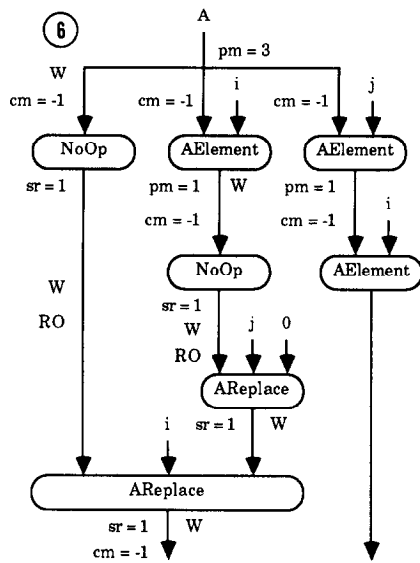 6
A
pm = 3
W
i
j
cm = -1
cm = -1
cm = -1
NoOp
AElement
AElement
sr = 1
pm = 1
W
pm = 1
cm = -1
cm = -1
i
NoOp
AElement
sr = 1
W
W
j
0
RO
RO
AReplace
i
sr = 1
W
AReplace
sr = 1
W
cm = -1